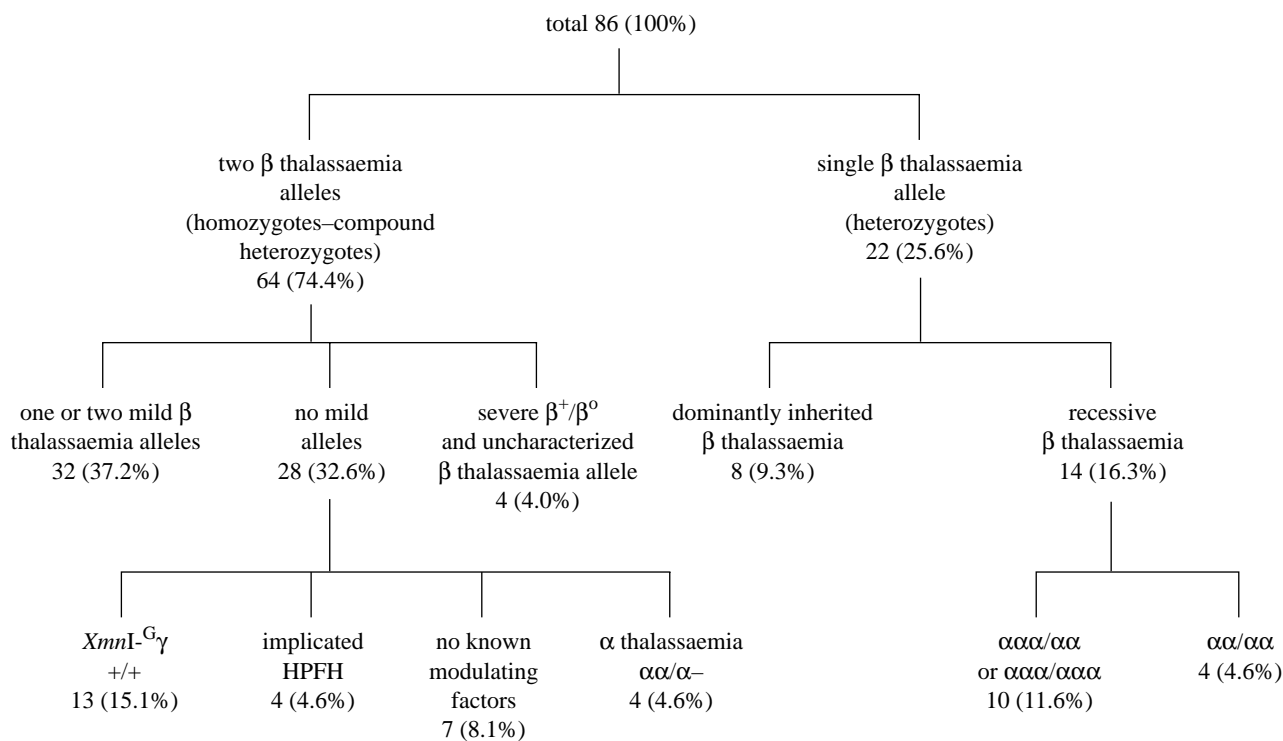 total 86 (100%)
two β thalassaemia
alleles
(homozygotes–compound
heterozygotes)
64 (74.4%)
single β thalassaemia
allele
(heterozygotes)
22 (25.6%)
one or two mild β
thalassaemia alleles
32 (37.2%)
no mild
alleles
28 (32.6%)
severe β⁺/β⁰
and uncharacterized
β thalassaemia allele
4 (4.0%)
dominantly inherited
β thalassaemia
8 (9.3%)
recessive
β thalassaemia
14 (16.3%)
XmnI-ᴳγ
+/+
13 (15.1%)
implicated
HPFH
4 (4.6%)
no known
modulating
factors
7 (8.1%)
α thalassaemia
αα/α–
4 (4.6%)
ααα/αα
or ααα/ααα
10 (11.6%)
αα/αα
4 (4.6%)